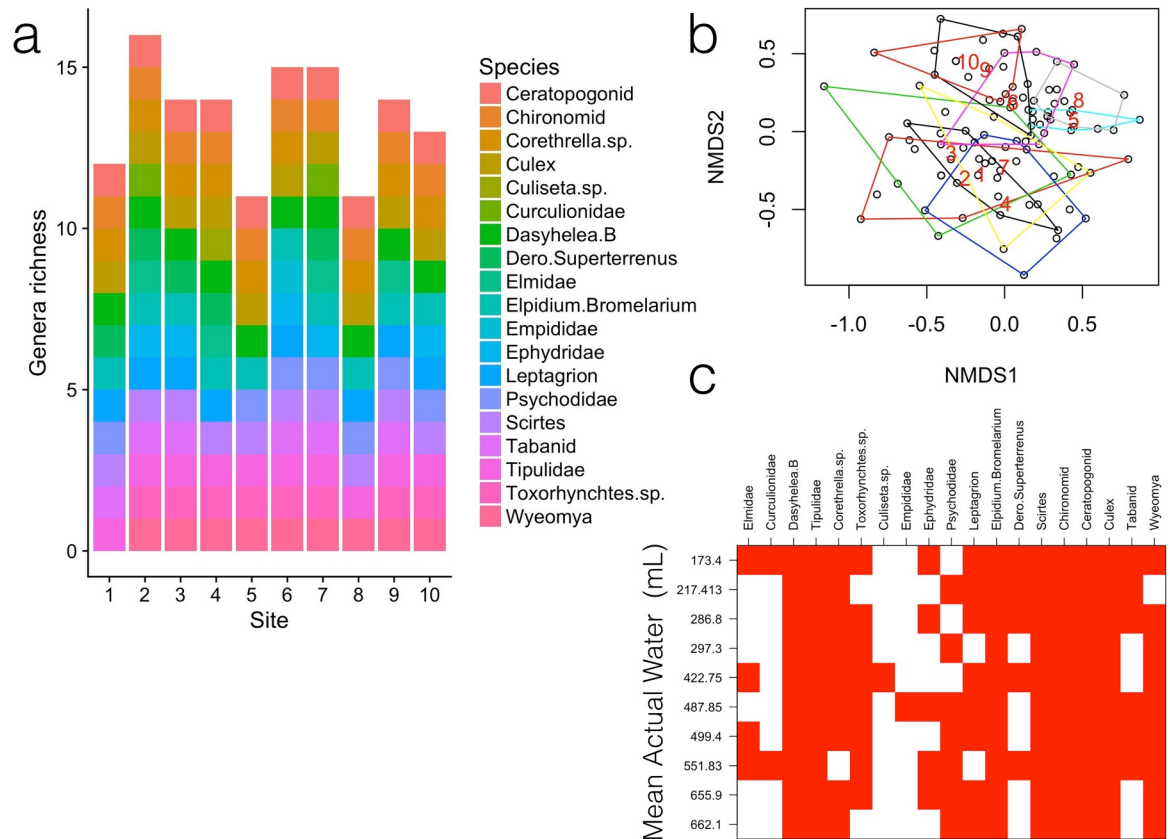 a
Genera richness
15
10
5
0
1 2 3 4 5 6 7 8 9 10
Site
Species
Ceratopogonid
Chironomid
Corethrella.sp.
Culex
Culiseta.sp.
Curculionidae
Dasyhelea.B
Dero.Superterrenus
Elmidae
Elpidium.Bromelarium
Empididae
Ephydridae
Leptagrion
Psychodidae
Scirtes
Tabanid
Tipulidae
Toxorhynchtes.sp.
Wyeomya
b
NMDS2
0.5
0.0
-0.5
10
9
8
6
5
3
7
2
1
4
-1.0 -0.5 0.0 0.5
NMDS1
c
Elmidae
Curculionidae
Dasyhelea.B
Tipulidae
Corethrella.sp.
Toxorhynchtes.sp.
Culiseta.sp.
Empididae
Ephydridae
Psychodidae
Leptagrion
Elpidium.Bromelarium
Dero.Superterrenus
Scirtes
Chironomid
Ceratopogonid
Culex
Tabanid
Wyeomya
Mean Actual Water (mL)
173.4
217.413
286.8
297.3
422.75
487.85
499.4
551.83
655.9
662.1